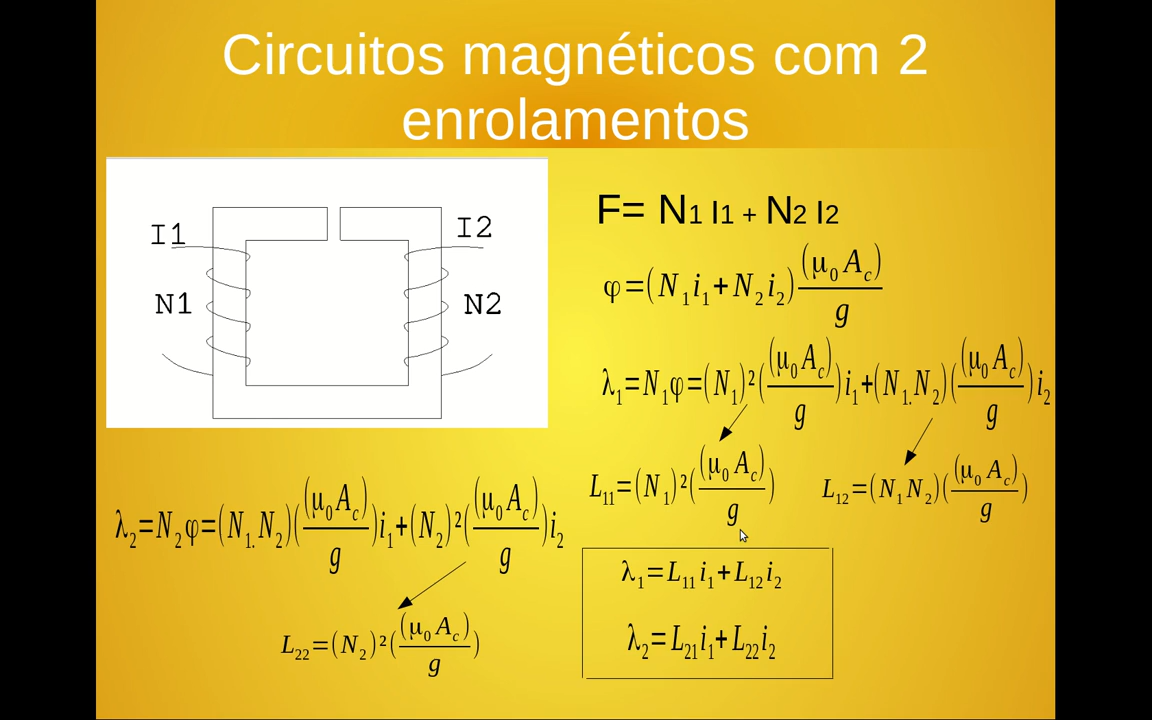 Circuitos magnéticos com 2
enrolamentos
I1
I2
N1
N2
F= N1 I1 + N2 I2
φ=(N₁i₁+N₂i₂)(μ₀A_c)/g
λ₁=N₁φ=(N₁)²((μ₀A_c)/g)i₁+(N₁.N₂)((μ₀A_c)/g)i₂
L₁₁=(N₁)²((μ₀A_c)/g)
L₁₂=(N₁N₂)((μ₀A_c)/g)
λ₂=N₂φ=(N₁.N₂)((μ₀A_c)/g)i₁+(N₂)²((μ₀A_c)/g)i₂
L₂₂=(N₂)²((μ₀A_c)/g)
λ₁=L₁₁i₁+L₁₂i₂
λ₂=L₂₁i₁+L₂₂i₂